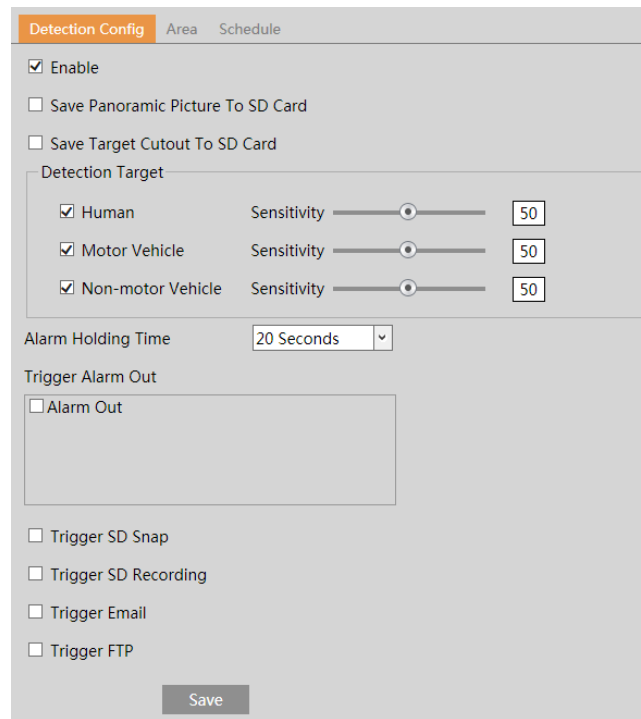 Detection Config Area Schedule
Enable
Save Panoramic Picture To SD Card
Save Target Cutout To SD Card
Detection Target
Human Sensitivity 50
Motor Vehicle Sensitivity 50
Non-motor Vehicle Sensitivity 50
Alarm Holding Time 20 Seconds
Trigger Alarm Out
Alarm Out
Trigger SD Snap
Trigger SD Recording
Trigger Email
Trigger FTP
Save